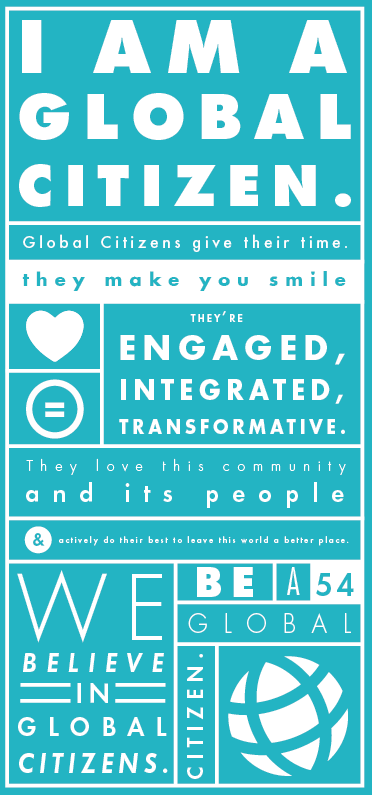 I AM A
GLOBAL
CITIZEN.
Global Citizens give their time.
they make you smile
THEY'RE
ENGAGED,
INTEGRATED,
TRANSFORMATIVE.
They love this community
and its people
& actively do their best to leave this world a better place.
WE
BELIEVE
IN
GLOBAL
CITIZENS.
BE A 54
GLOBAL
CITIZEN.